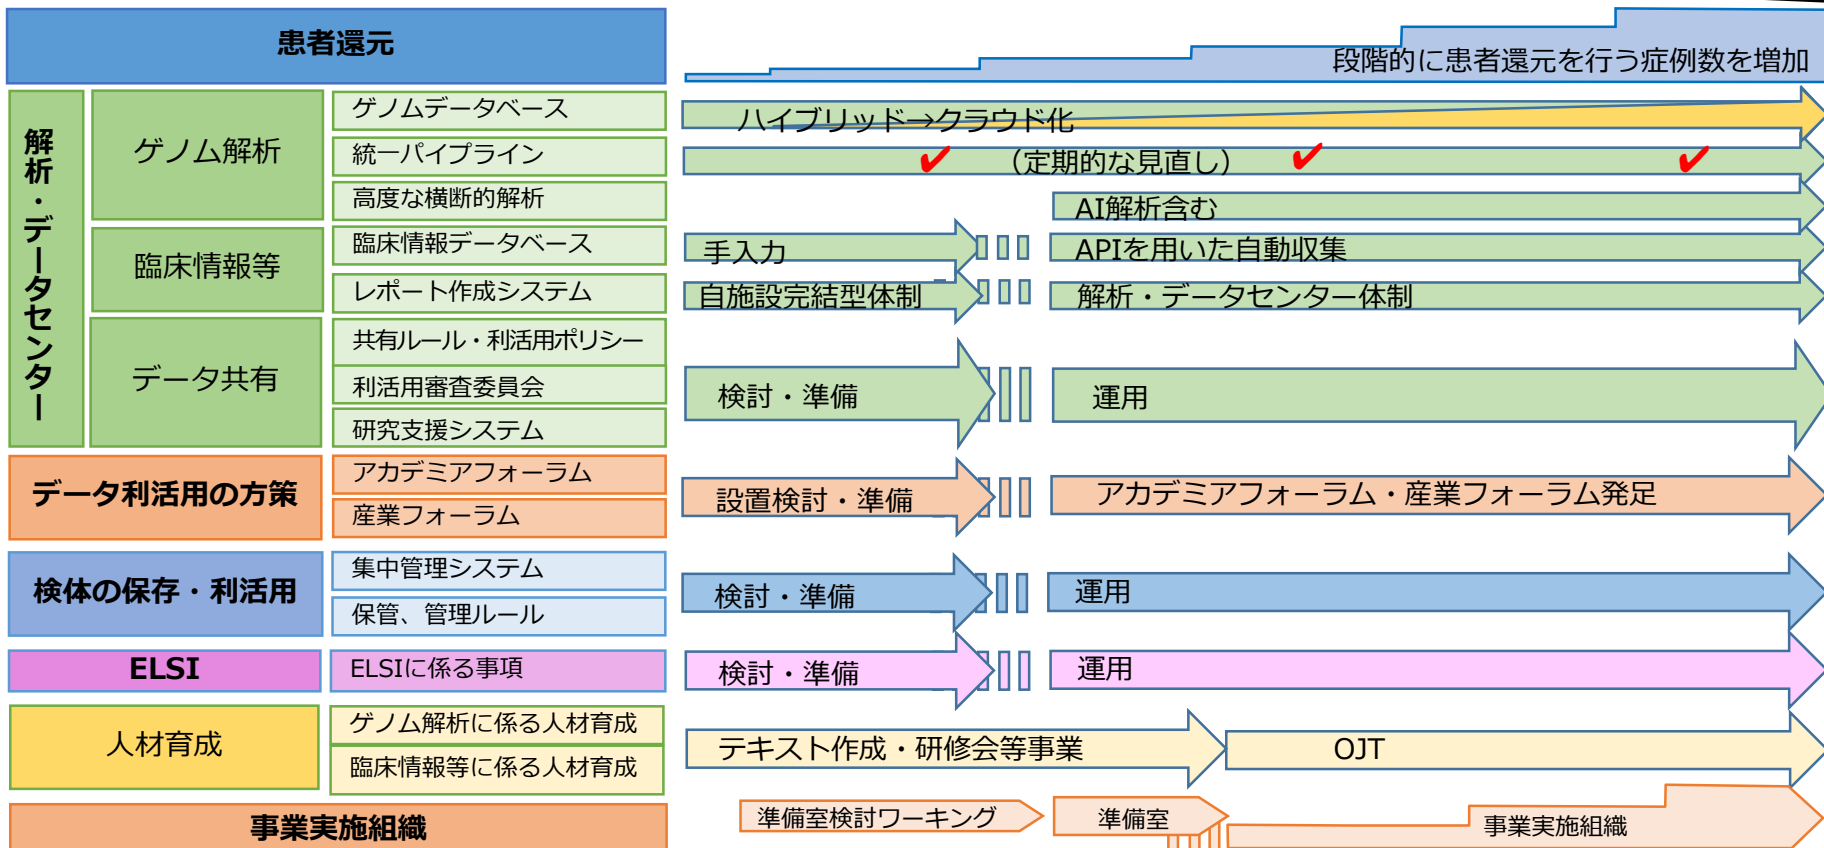 患者還元
段階的に患者還元を行う症例数を増加
解析・データセンター
ゲノム解析
ゲノムデータベース
ハイブリッド→クラウド化
統一パイプライン
(定期的な見直し)
高度な横断的解析
AI解析含む
臨床情報等
臨床情報データベース
手入力
APIを用いた自動収集
レポート作成システム
自施設完結型体制
解析・データセンター体制
データ共有
共有ルール・利活用ポリシー
利活用審査委員会
研究支援システム
検討・準備
運用
データ利活用の方策
アカデミアフォーラム
産業フォーラム
設置検討・準備
アカデミアフォーラム・産業フォーラム発足
検体の保存・利活用
集中管理システム
保管、管理ルール
検討・準備
運用
ELSI
ELSIに係る事項
検討・準備
運用
人材育成
ゲノム解析に係る人材育成
臨床情報等に係る人材育成
テキスト作成・研修会等事業
OJT
事業実施組織
準備室検討ワーキング
準備室
事業実施組織